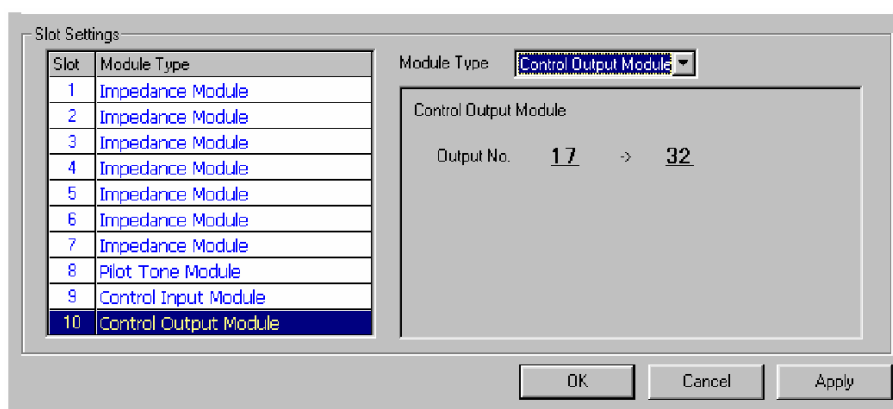 Slot Settings
Slot Module Type
1 Impedance Module
2 Impedance Module
3 Impedance Module
4 Impedance Module
5 Impedance Module
6 Impedance Module
7 Impedance Module
8 Pilot Tone Module
9 Control Input Module
10 Control Output Module
Module Type Control Output Module
Control Output Module
Output No. 17 -> 32
OK Cancel Apply